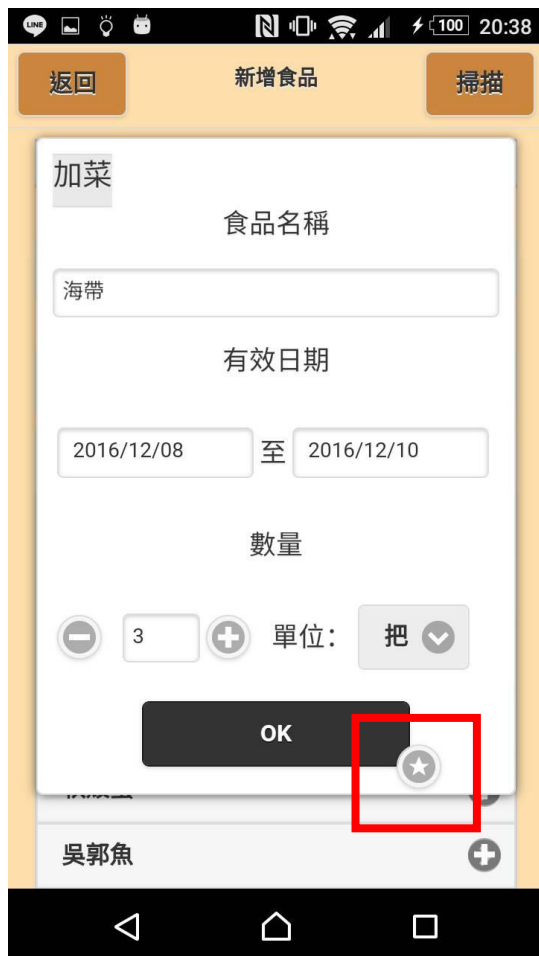 LINE
100
20:38
返回
新增食品
掃描
加菜
食品名稱
海帶
有效日期
2016/12/08 至 2016/12/10
數量
3 單位： 把
OK
吳郭魚